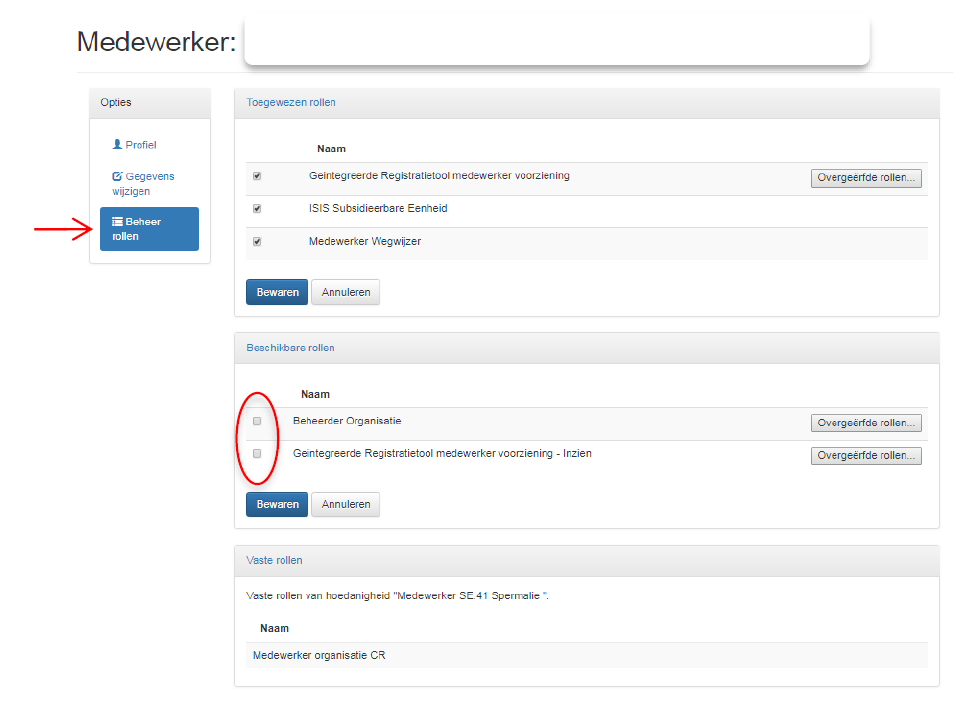 Medewerker:
Opties
Profiel
Gegevens
wijzigen
Beheer
rollen
Toegewezen rollen
Naam
Geintegreerde Registratietool medewerker voorziening
Overgeërfde rollen...
ISIS Subsidieerbare Eenheid
Medewerker Wegwijzer
Bewaren Annuleren
Beschikbare rollen
Naam
Beheerder Organisatie
Overgeërfde rollen...
Geintegreerde Registratietool medewerker voorziening - Inzien
Overgeërfde rollen...
Bewaren Annuleren
Vaste rollen
Vaste rollen van hoedanigheid "Medewerker SE.41 Spermalie ".
Naam
Medewerker organisatie CR